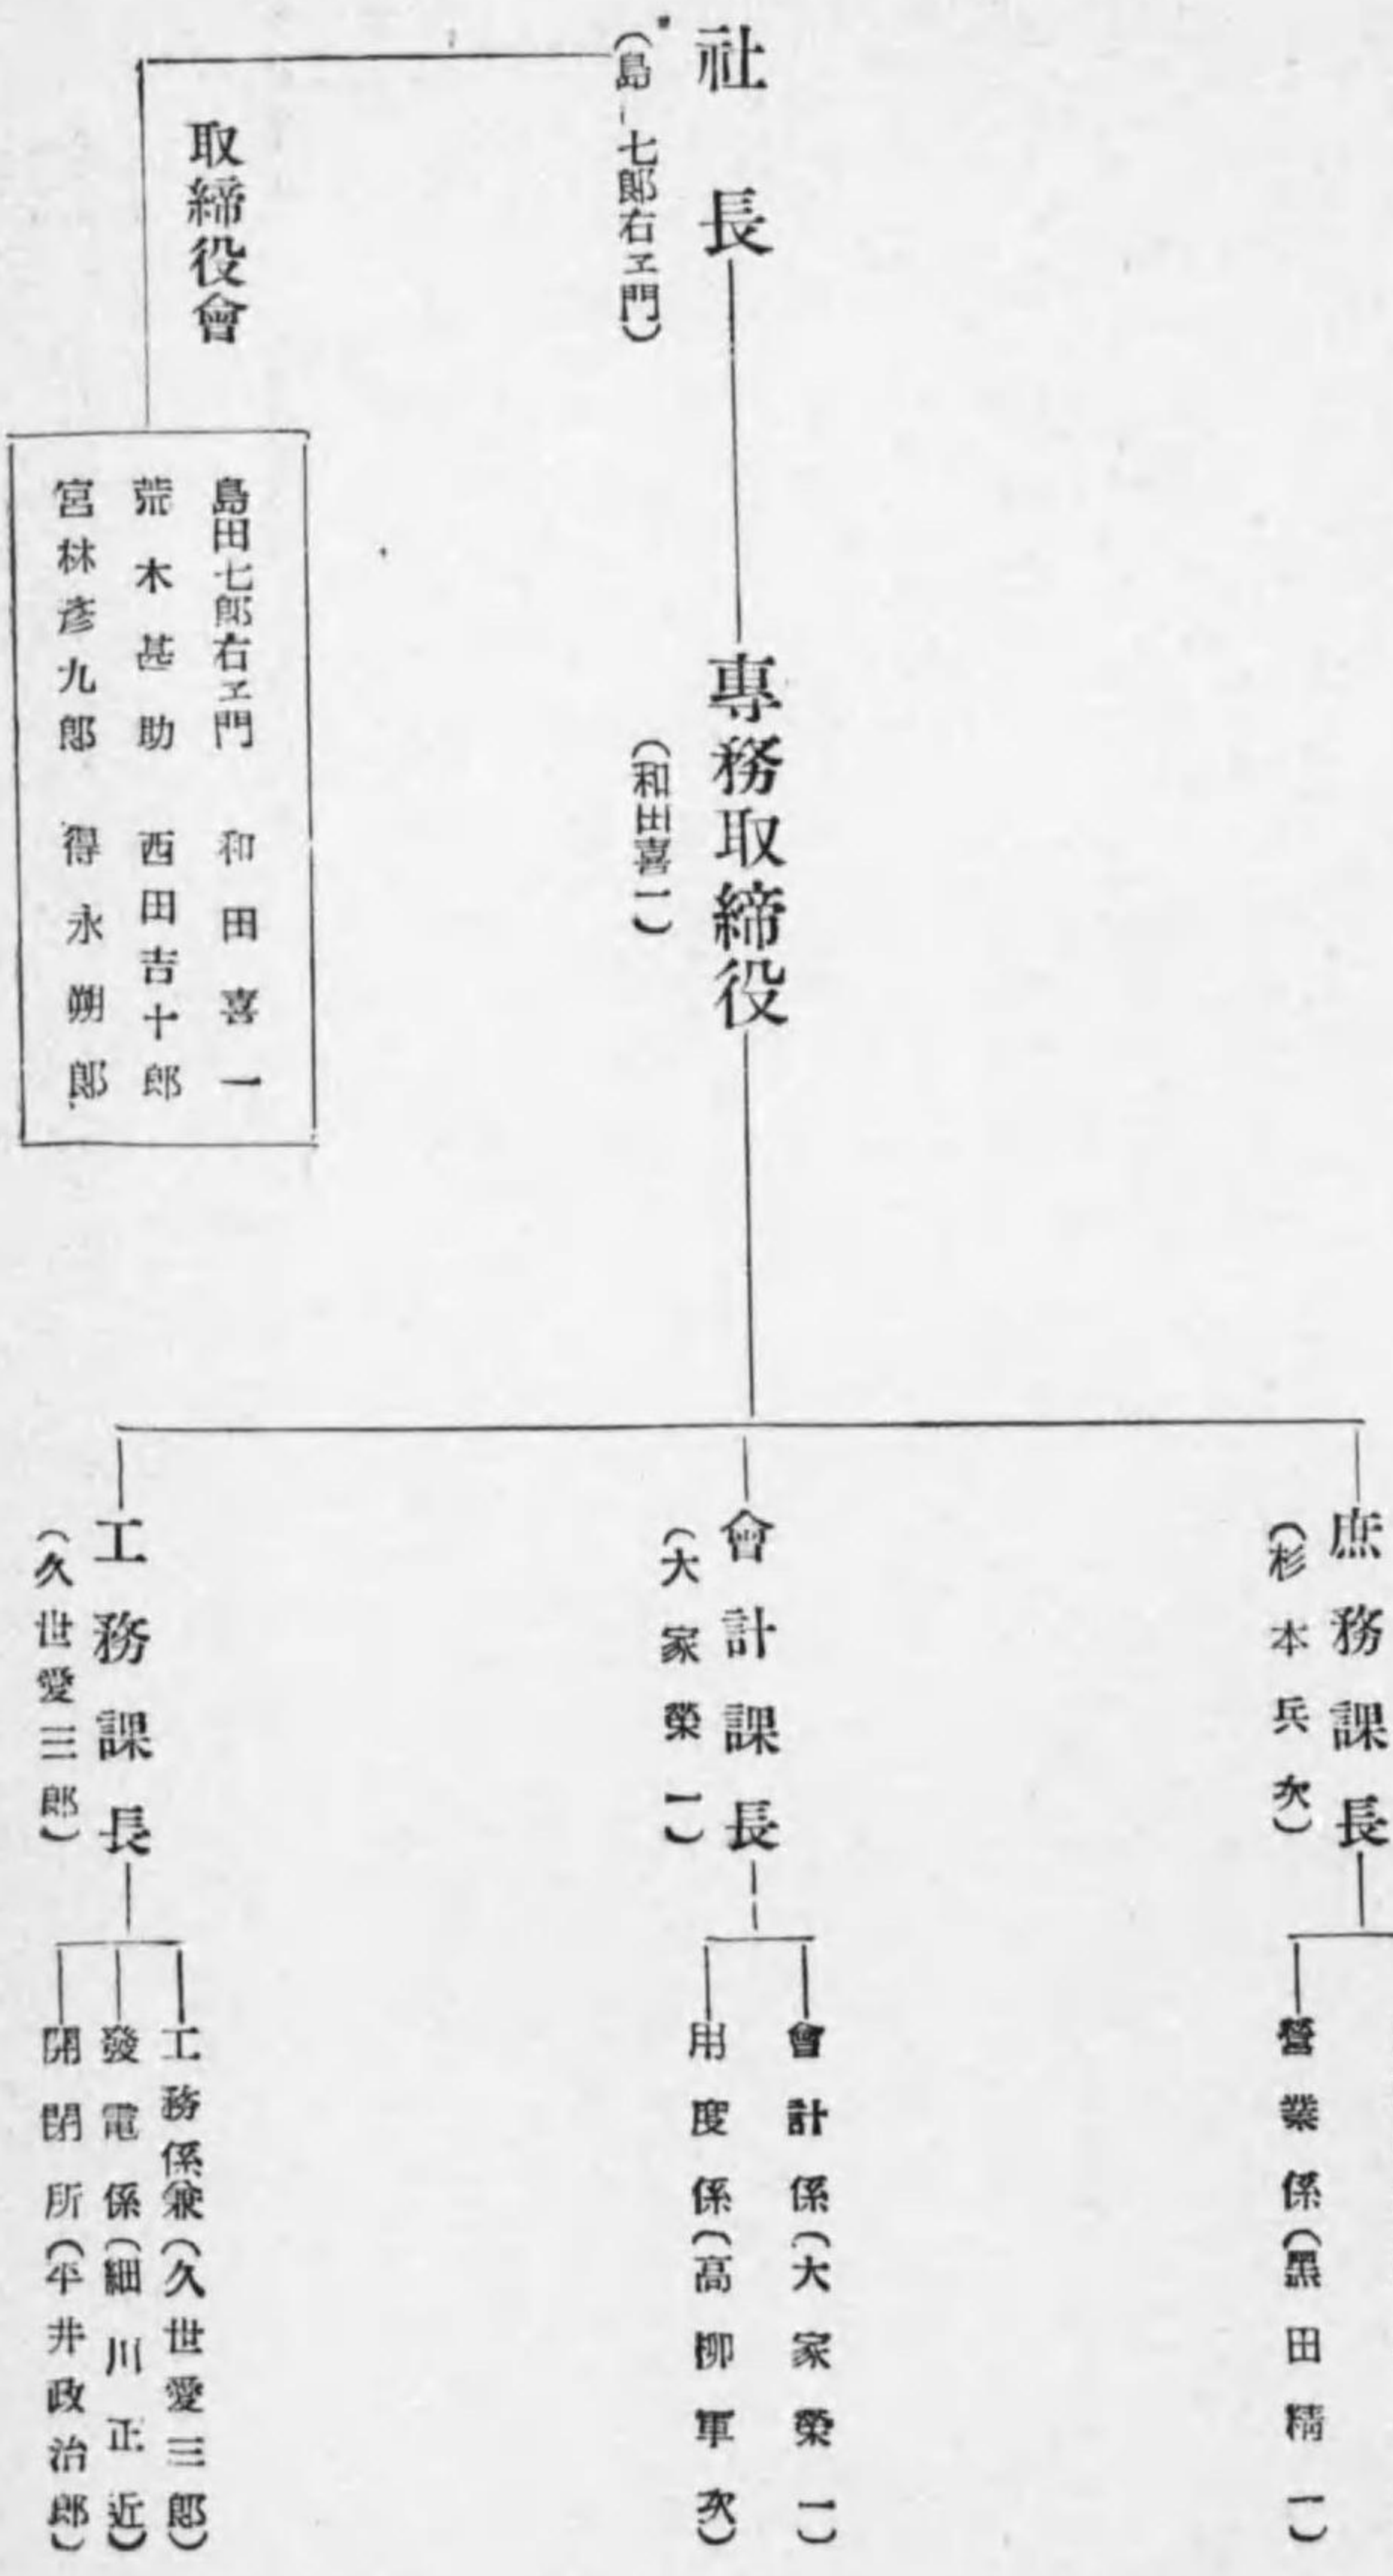 社長
(島 七郎右ヱ門)
取締役會
島田七郎右ヱ門 和田喜一
荒木甚助 西田吉十郎
宮林彥九郎 得永朔郎
專務取締役
(和田喜一)
庶務課長
(杉本兵次)
營業係(黑田精一)
會計課長
(大家榮一)
會計係(大家榮一)
用度係(高柳軍次)
工務課長
(久世愛三郎)
工務係兼(久世愛三郎)
發電係(細川正近)
開閉所(平井政治郎)